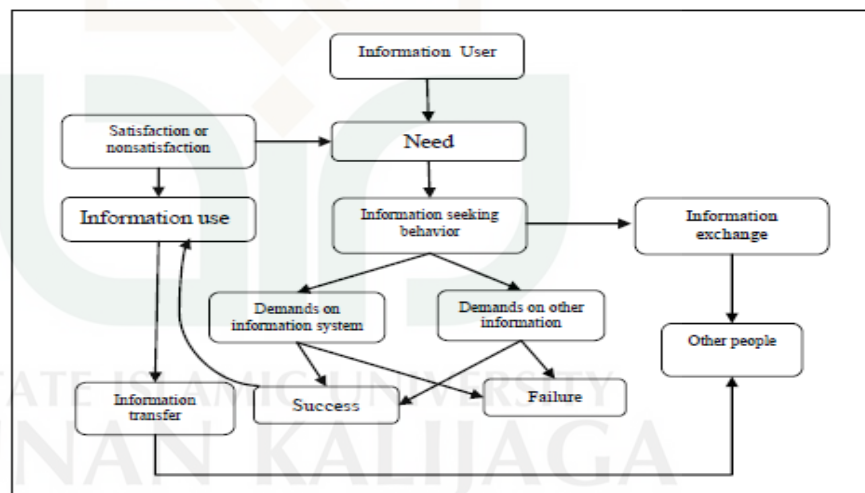 Information User
Satisfaction or
nonsatisfaction
Need
Information use
Information seeking
behavior
Information
exchange
Demands on
information system
Demands on other
information
Other people
Information
transfer
Success
Failure
TATE ISLAMIC UNIVERSITY
NAN KALIJAGA